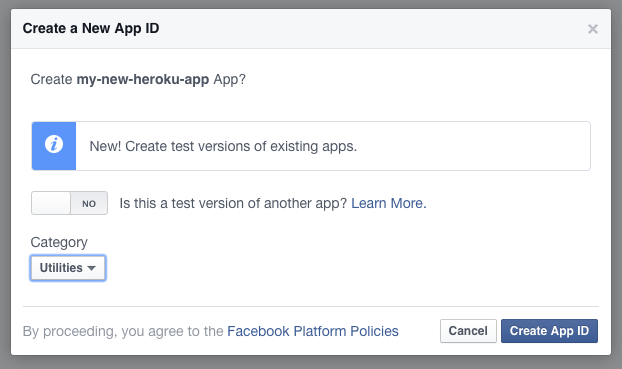 Create a New App ID
Create my-new-heroku-app App?
New! Create test versions of existing apps.
NO Is this a test version of another app? Learn More.
Category
Utilities
By proceeding, you agree to the Facebook Platform Policies Cancel Create App ID